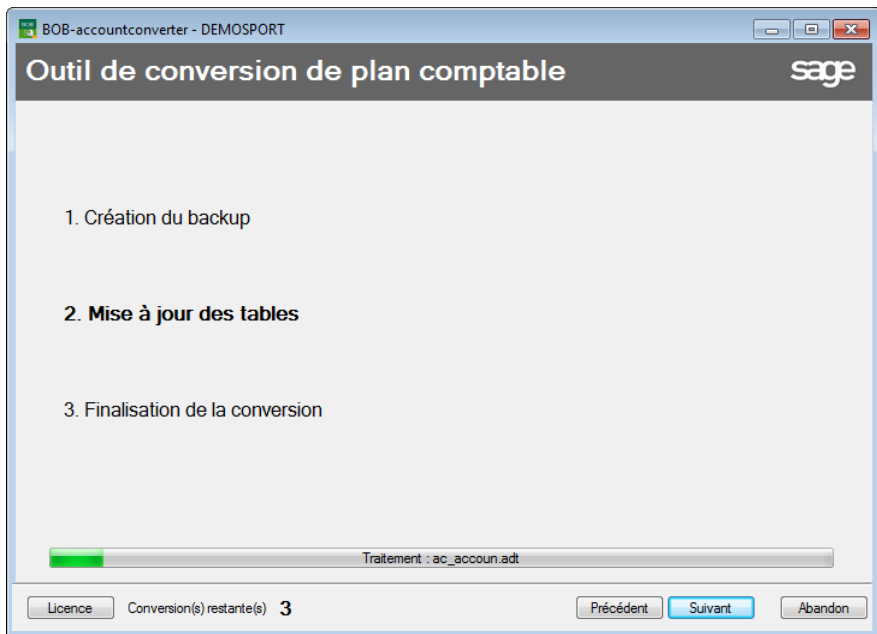 BOB-accountconverter - DEMOSPORT
Outil de conversion de plan comptable
sage
1. Création du backup
2. Mise à jour des tables
3. Finalisation de la conversion
Traitement : ac_accoun.adt
Licence Conversion(s) restante(s) 3 Précédent Suivant Abandon